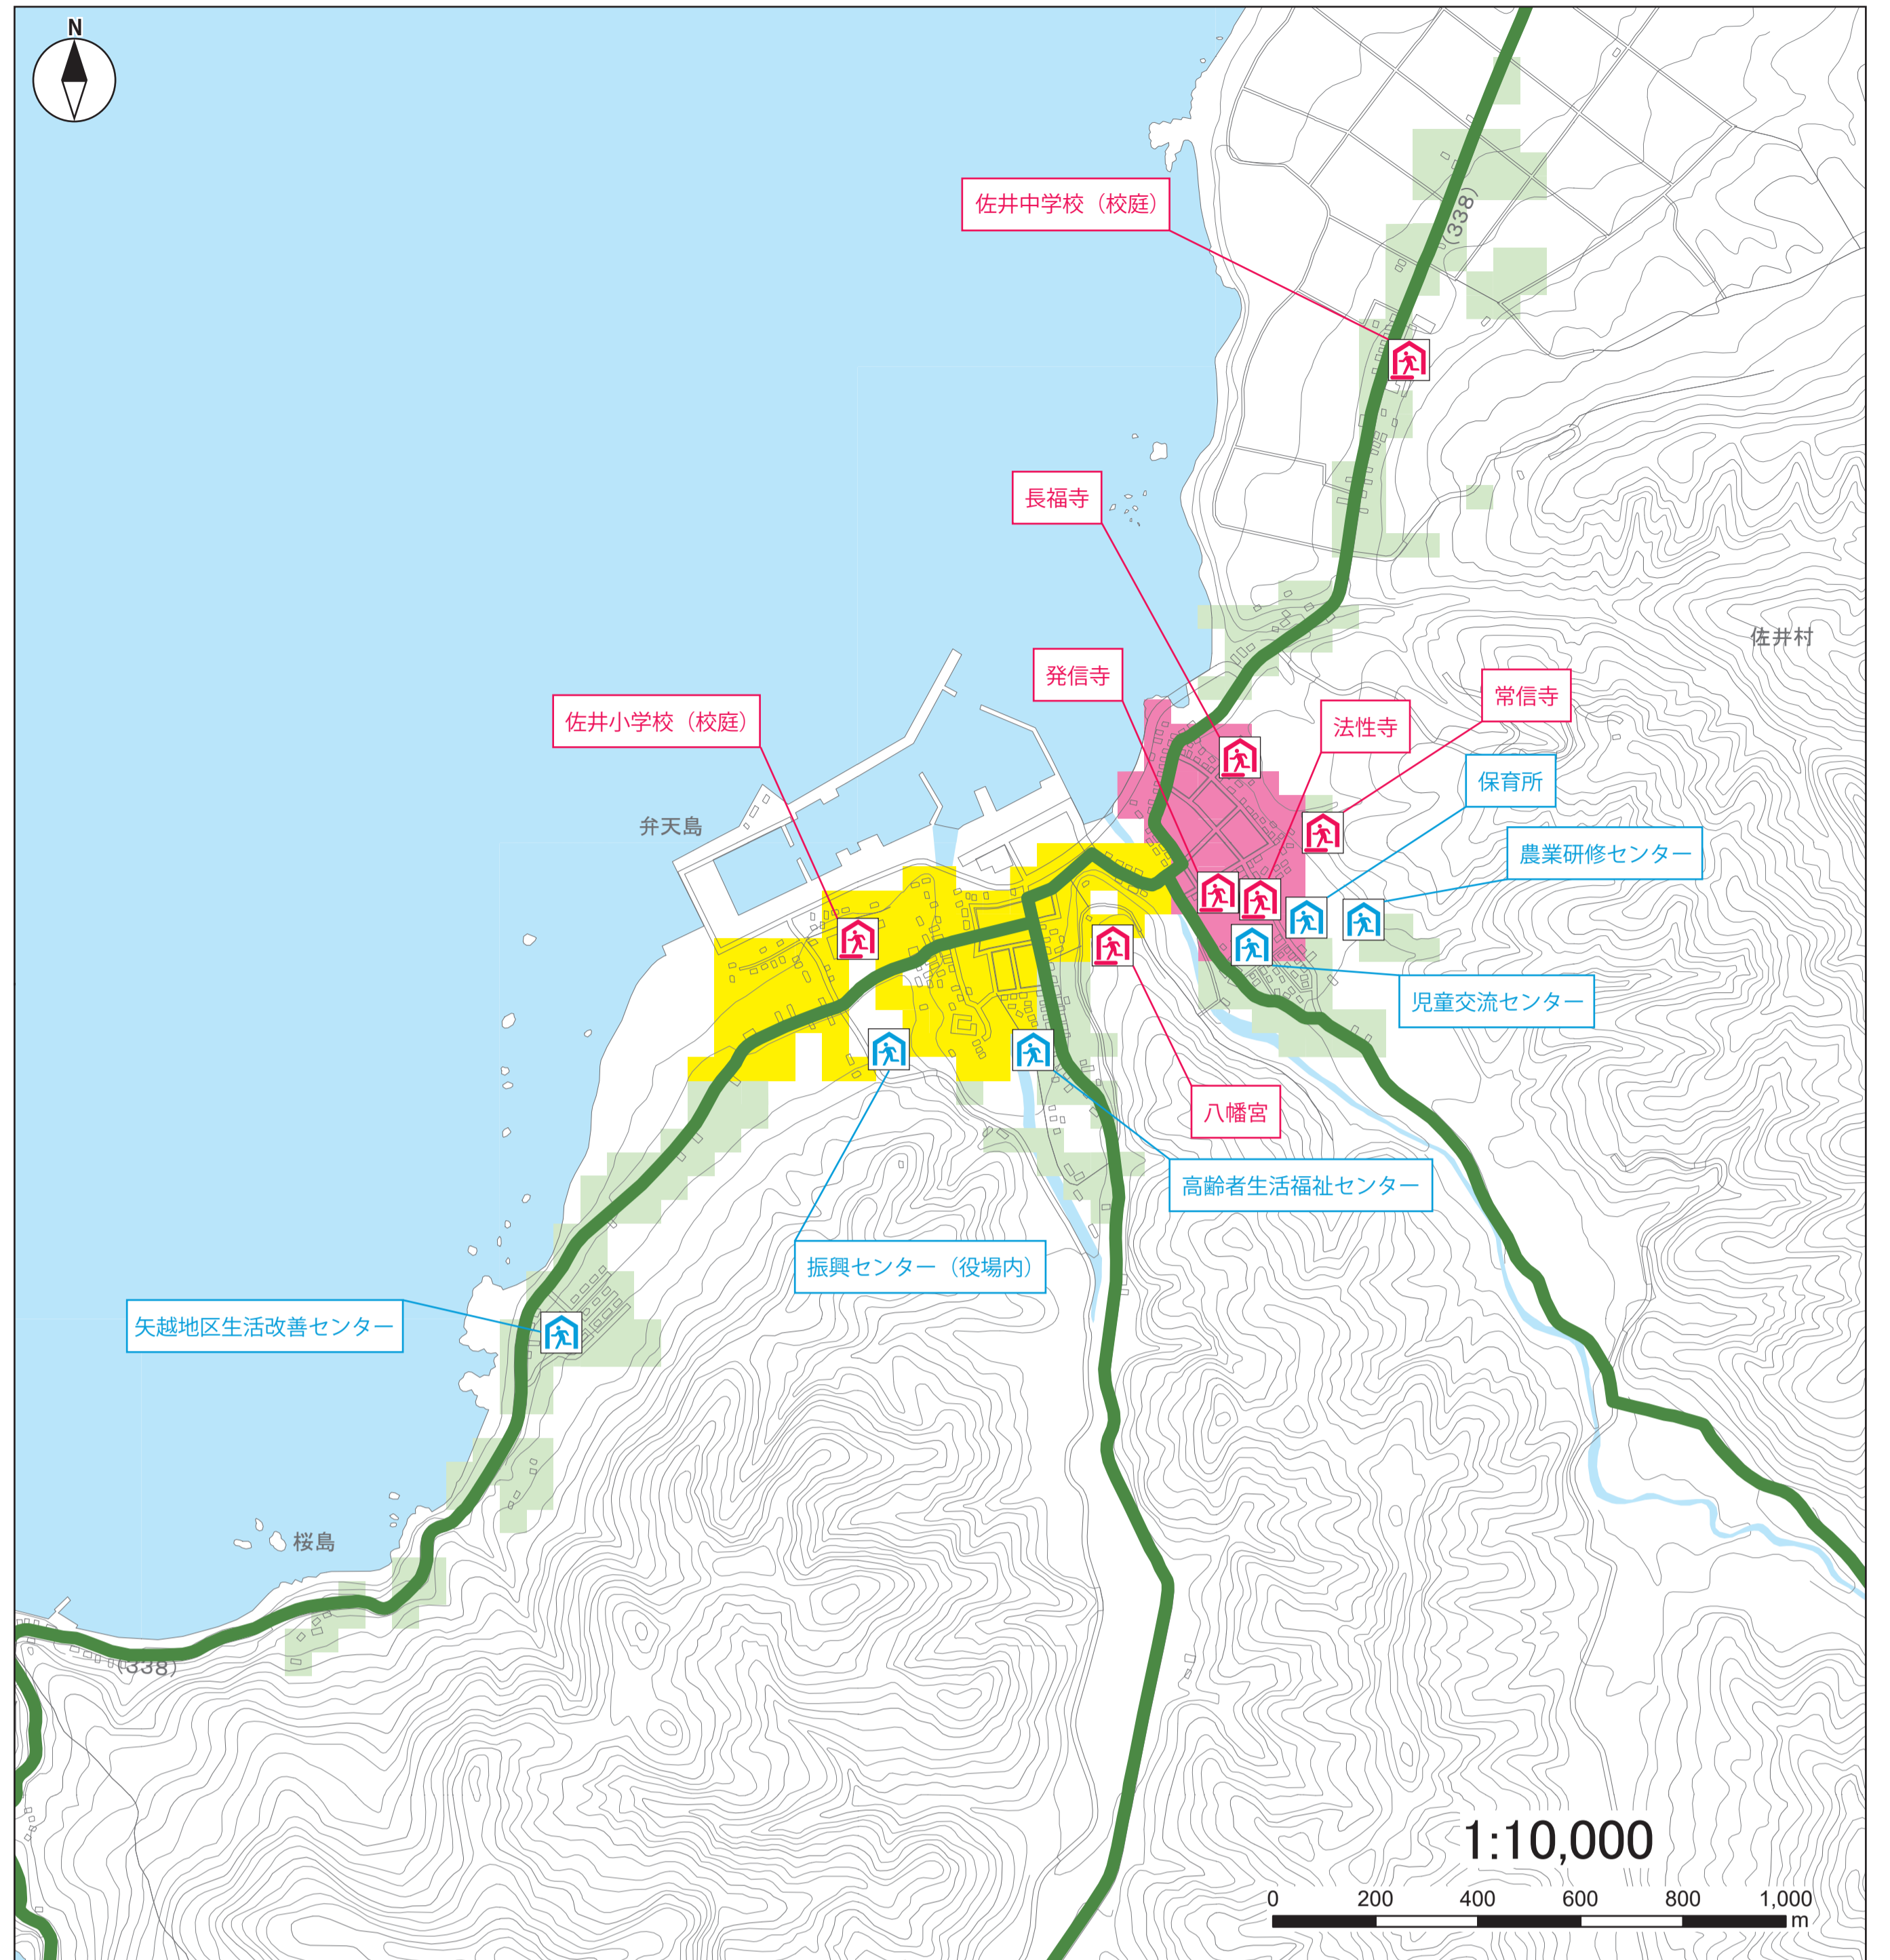 N
佐井中学校（校庭）
（338）
長福寺
佐井村
発信寺
常信寺
佐井小学校（校庭）
法性寺
保育所
弁天島
農業研修センター
児童交流センター
八幡宮
高齢者生活福祉センター
振興センター（役場内）
矢越地区生活改善センター
桜島
（338）
1:10,000
0 200 400 600 800 1,000
m